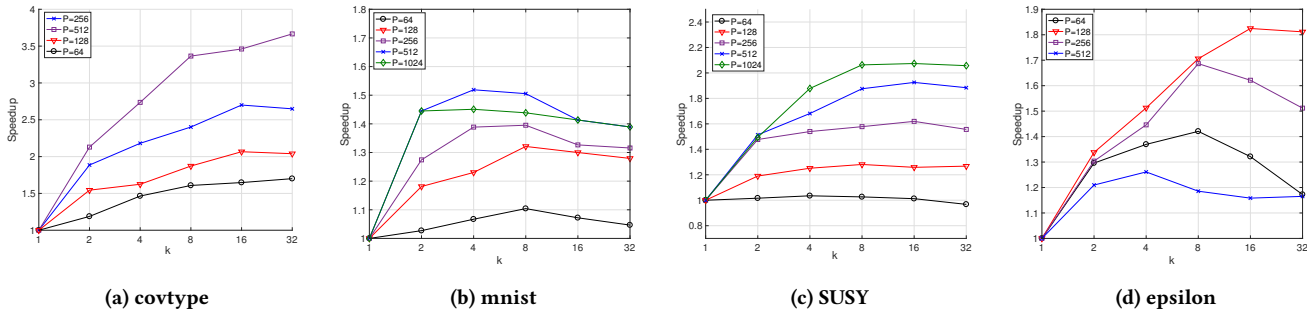 4
3.5
3
2.5
2
1.5
1
Speedup
P=256
P=512
P=128
P=64
1 2 4 8 16 32
k
(a) covtype
1.8
1.7
1.6
1.5
1.4
1.3
1.2
1.1
1
Speedup
P=64
P=128
P=256
P=512
P=1024
1 2 4 8 16 32
k
(b) mnist
2.4
2.2
2.0
1.8
1.6
1.4
1.2
1
0.8
Speedup
P=64
P=128
P=256
P=512
P=1024
1 2 4 8 16 32
k
(c) SUSY
1.9
1.8
1.7
1.6
1.5
1.4
1.3
1.2
1.1
1
Speedup
P=64
P=128
P=256
P=512
1 2 4 8 16 32
k
(d) epsilon